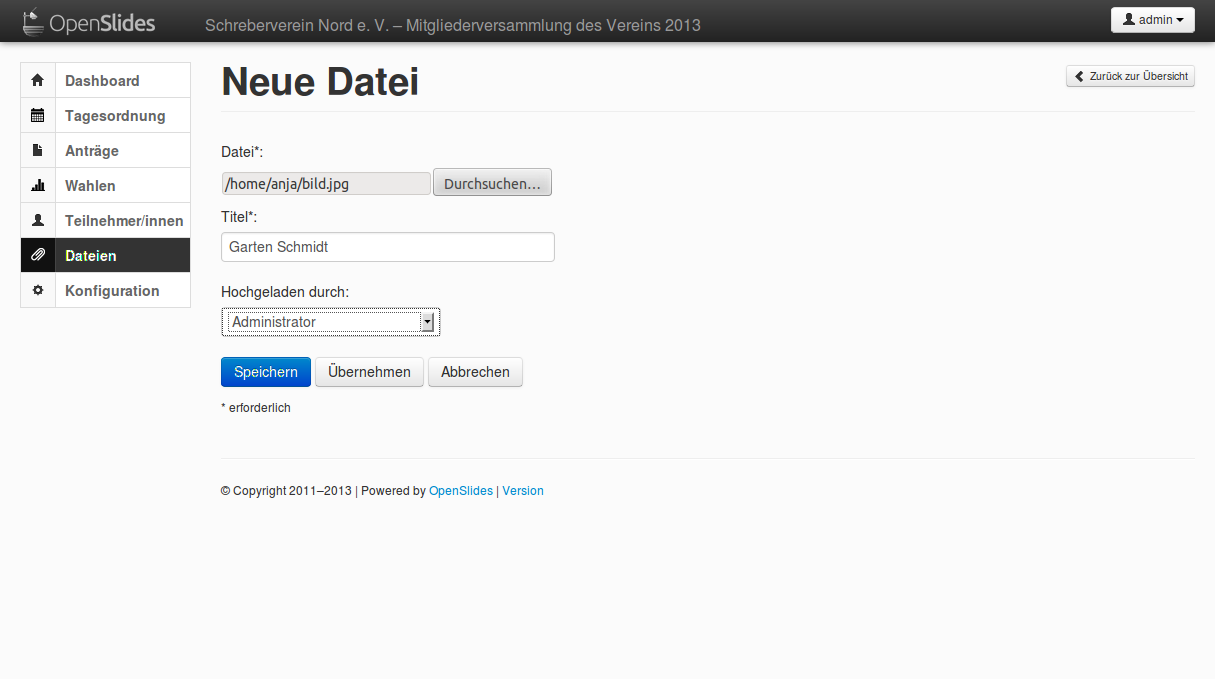 OpenSlides
Schreberverein Nord e. V. – Mitgliederversammlung des Vereins 2013
admin
Dashboard
Tagesordnung
Anträge
Wahlen
Teilnehmer/innen
Dateien
Konfiguration
Neue Datei
Zurück zur Übersicht
Datei*:
/home/anja/bild.jpg
Durchsuchen...
Titel*:
Garten Schmidt
Hochgeladen durch:
Administrator
Speichern Übernehmen Abbrechen
* erforderlich
© Copyright 2011–2013 | Powered by OpenSlides | Version